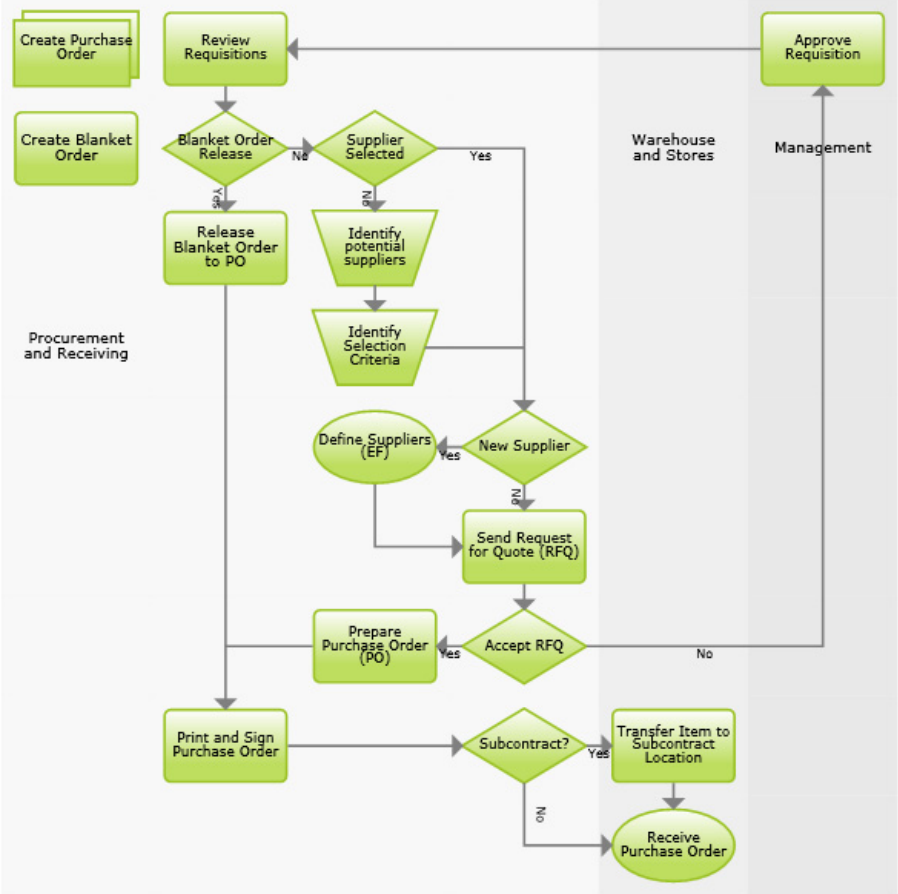 Create Purchase
Order
Review
Requisitions
Approve
Requisition
Create Blanket
Order
Blanket Order
Release
No
Supplier
Selected
Yes
Warehouse
and Stores
Management
Yes
No
Release
Blanket Order
to PO
Identify
potential
suppliers
Procurement
and Receiving
Identify
Selection
Criteria
Define Suppliers
(EF)
Yes
New Supplier
No
Send Request
for Quote (RFQ)
Prepare
Purchase Order
(PO)
Yes
Accept RFQ
No
Print and Sign
Purchase Order
Subcontract?
Yes
Transfer Item to
Subcontract
Location
No
Receive
Purchase Order